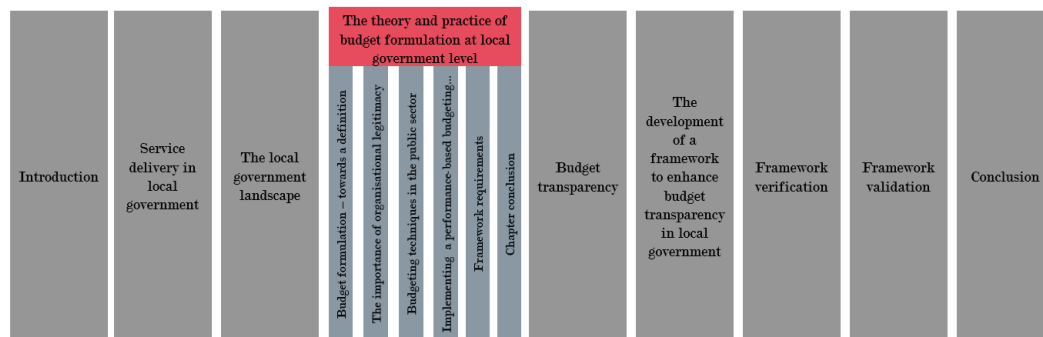 Introduction
Service
delivery in
local
government
The local
government
landscape
The theory and practice of
budget formulation at local
government level
Budget formulation – towards a definition
The importance of organisational legitimacy
Budgeting techniques in the public sector
Implementing a performance-based budgeting...
Framework requirements
Chapter conclusion
Budget
transparency
The
development
of a
framework
to enhance
budget
transparency
in local
government
Framework
verification
Framework
validation
Conclusion